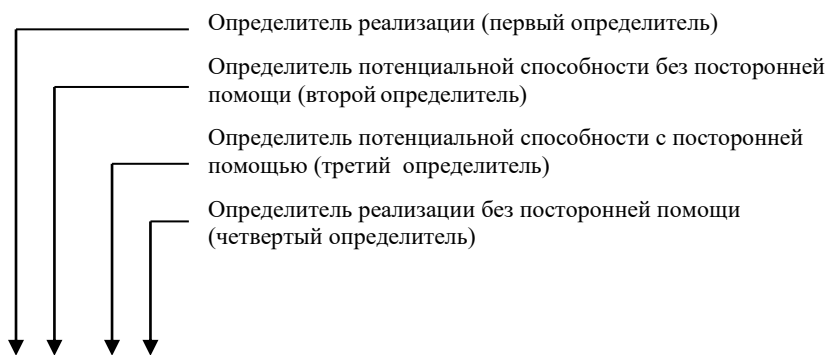 Определитель реализации (первый определитель)
Определитель потенциальной способности без посторонней
помощи (второй определитель)
Определитель потенциальной способности с посторонней
помощью (третий определитель)
Определитель реализации без посторонней помощи
(четвертый определитель)